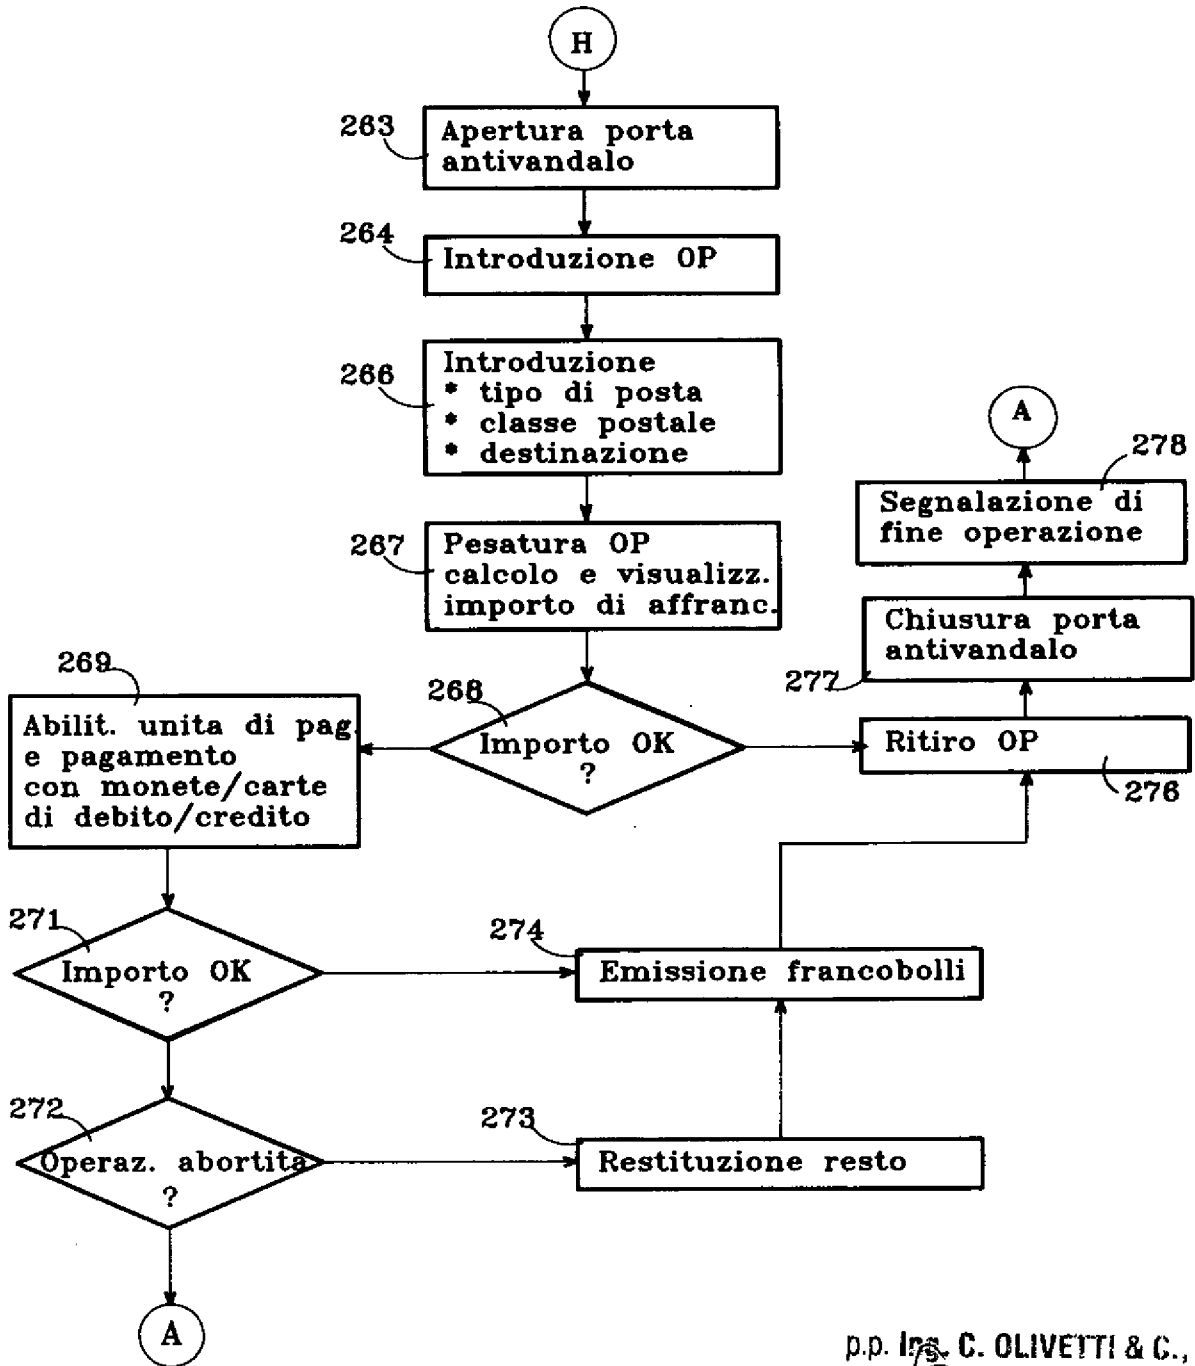 H
263
Apertura porta
antivandalo
264
Introduzione OP
266
Introduzione
* tipo di posta
* classe postale
* destinazione
267
Pesatura OP
calcolo e visualizz.
importo di affranc.
268
Importo OK
?
269
Abilit. unita di pag.
e pagamento
con monete/carte
di debito/credito
271
Importo OK
?
272
Operaz. abortita
?
A
273
Restituzione resto
274
Emissione francobolli
Ritiro OP
276
Chiusura porta
antivandalo
277
278
Segnalazione di
fine operazione
A
p.p. Ing. C. OLIVETTI & C.,